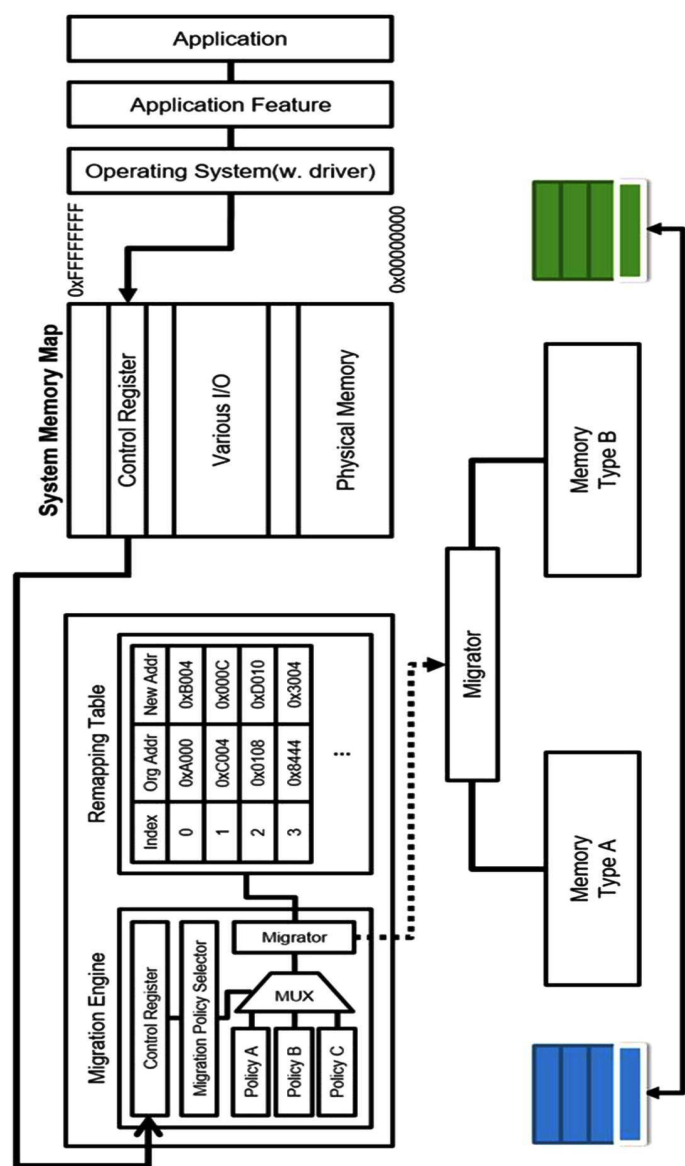 Application
Application Feature
Operating System(w. driver)
System Memory Map
0xFFFFFFFF
0x00000000
Control Register
Various I/O
Physical Memory
Migration Engine
Control Register
Migration Policy Selector
Policy A
Policy B
Policy C
MUX
Migrator
Remapping Table
Index Org Addr New Addr
0 0xA000 0xB004
1 0xC004 0x000C
2 0x0108 0xD010
3 0x8444 0x3004
...
Migrator
Memory
Type A
Memory
Type B